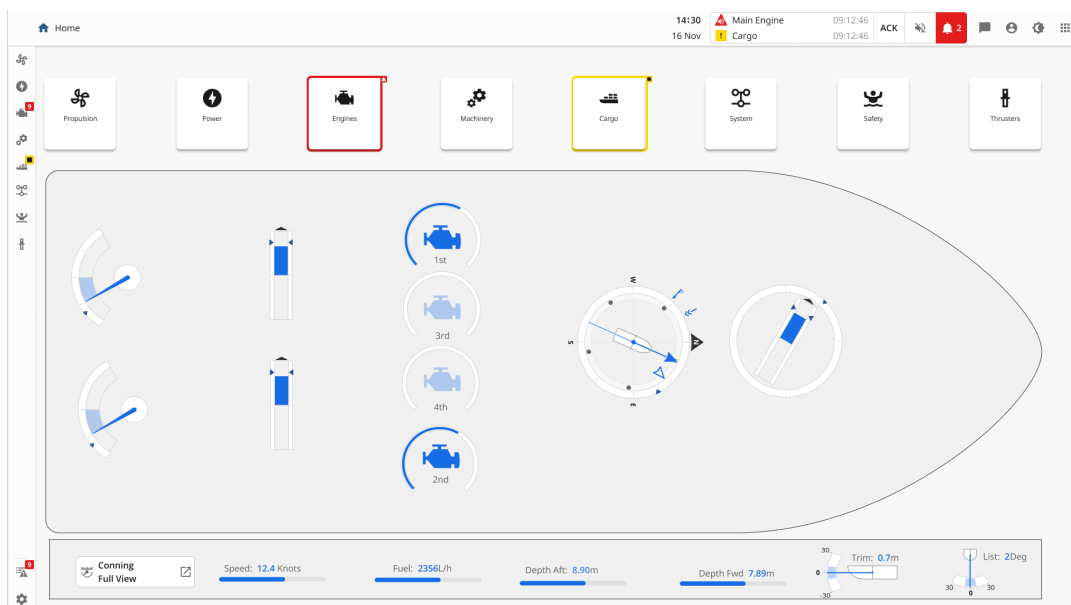 Home
14:30
16 Nov
Main Engine 09:12:46
Cargo 09:12:46
ACK
2
9
Propulsion
Power
Engines
Machinery
Cargo
System
Safety
Thrusters
1st
3rd
4th
2nd
W
S
N
E
9
Conning
Full View
Speed: 12.4 Knots
Fuel: 2356L/h
Depth Aft: 8.90m
Depth Fwd 7.89m
30
0
-30
Trim: 0.7m
List: 2Deg
30
0
30